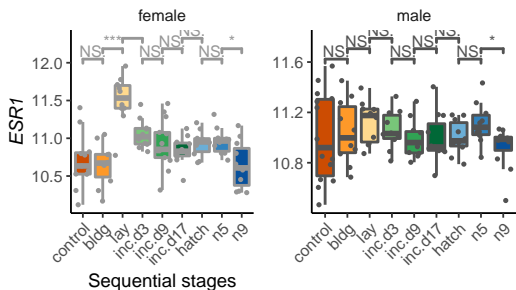 female
male
NS *** NS NS NS NS *
NS NS NS NS NS NS NS *
ESR1
12.0
11.5
11.0
10.5
11.6
11.2
10.8
control bldg lay inc.d3 inc.d9 inc.d17 hatch n5 n9
control bldg lay inc.d3 inc.d9 inc.d17 hatch n5 n9
Sequential stages